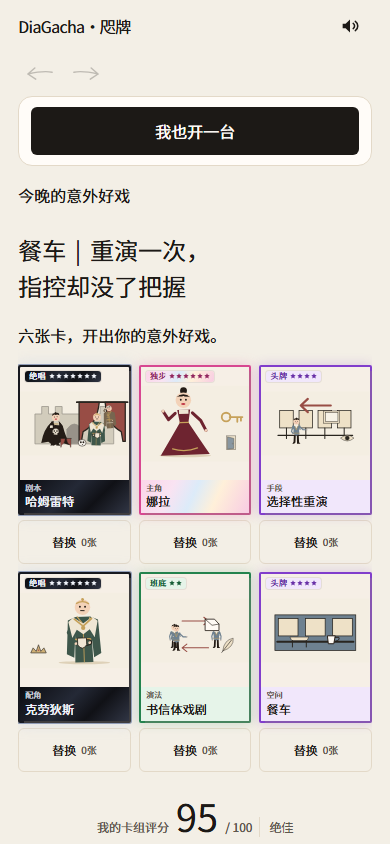 DiaGacha·咫牌
我也开一台
今晚的意外好戏
餐车｜重演一次，
指控却没了把握
六张卡，开出你的意外好戏。
绝唱 ★★★★★★★
剧本
哈姆雷特
独步 ★★★★★★
主角
娜拉
头牌 ★★★★
手段
选择性重演
替换 0张
替换 0张
替换 0张
绝唱 ★★★★★★★
配角
克劳狄斯
班底 ★★
演法
书信体戏剧
头牌 ★★★★
空间
餐车
替换 0张
替换 0张
替换 0张
我的卡组评分 95 / 100 绝佳